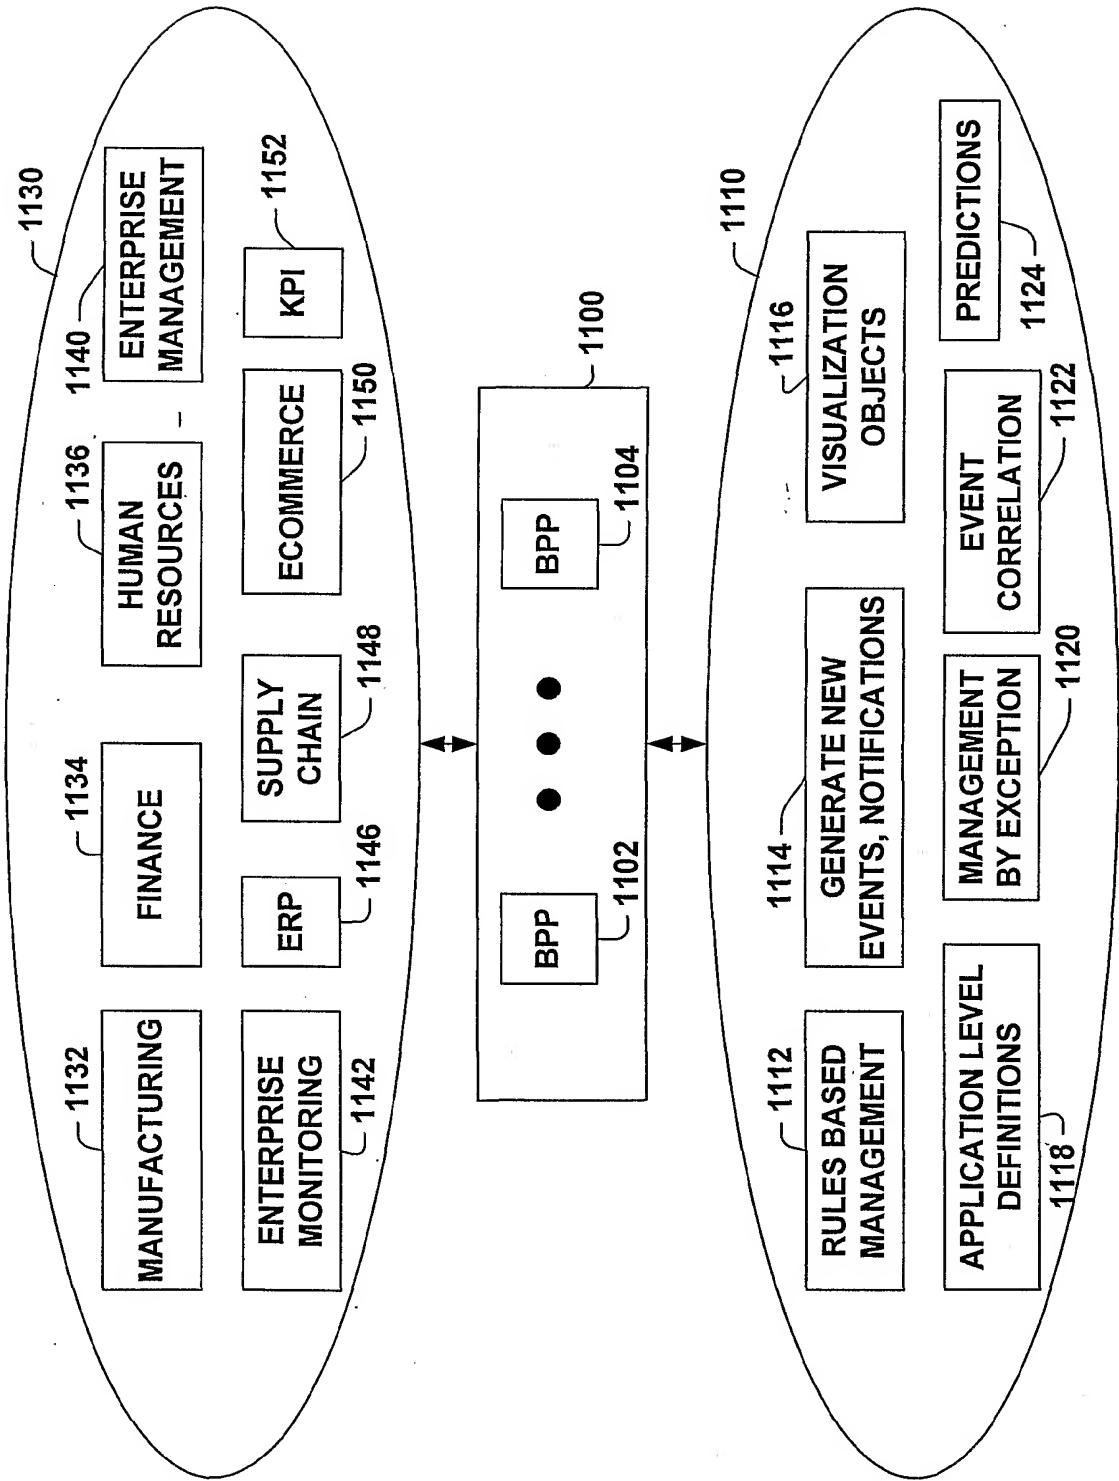 1130
1132
MANUFACTURING
1134
FINANCE
1136
HUMAN
RESOURCES
1140
ENTERPRISE
MANAGEMENT
ENTERPRISE
MONITORING
1142
ERP
1146
SUPPLY
CHAIN
1148
ECOMMERCE
1150
KPI
1152
1100
BPP
1102
BPP
1104
1110
1112
RULES BASED
MANAGEMENT
1114
GENERATE NEW
EVENTS, NOTIFICATIONS
1116
VISUALIZATION
OBJECTS
APPLICATION LEVEL
DEFINITIONS
1118
MANAGEMENT
BY EXCEPTION
1120
EVENT
CORRELATION
1122
PREDICTIONS
1124